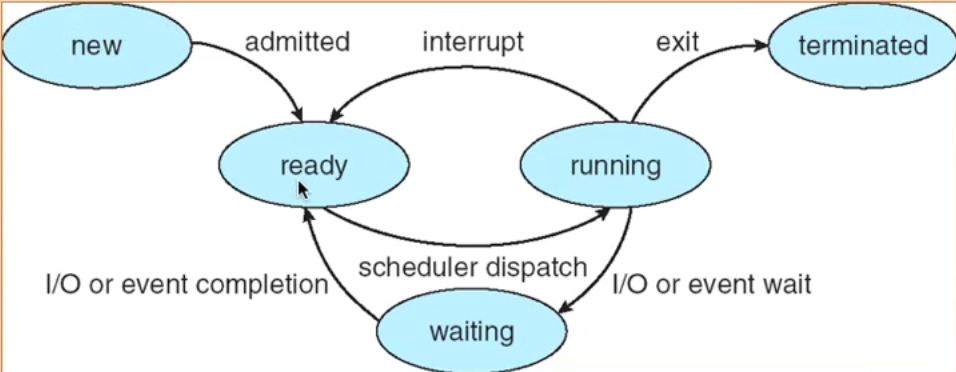 new
admitted
interrupt
exit
terminated
ready
running
I/O or event completion
scheduler dispatch
I/O or event wait
waiting